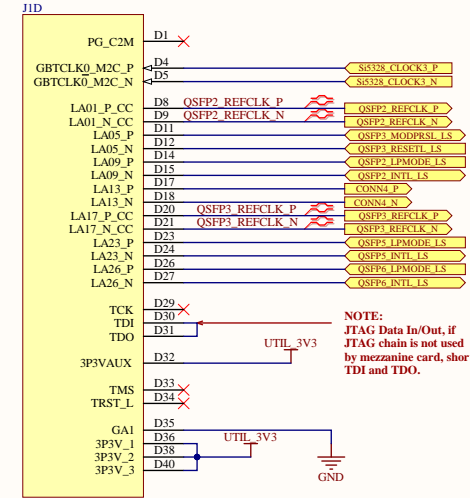 J1D
PG_C2M D1
GBTCLK0_M2C_P D4 Si5328_CLOCK3_P
GBTCLK0_M2C_N D5 Si5328_CLOCK3_N
LA01_P_CC D8 QSFP2_REFCLK_P QSFP2_REFCLK_P
LA01_N_CC D9 QSFP2_REFCLK_N QSFP2_REFCLK_N
LA05_P D11 QSFP3_MODPRSL_LS
LA05_N D12 QSFP3_RESETL_LS
LA09_P D14 QSFP2_LPMODE_LS
LA09_N D15 QSFP2_INTL_LS
LA13_P D17 CONN4_P
LA13_N D18 CONN4_N
LA17_P_CC D20 QSFP3_REFCLK_P QSFP3_REFCLK_P
LA17_N_CC D21 QSFP3_REFCLK_N QSFP3_REFCLK_N
LA23_P D23 QSFP5_LPMODE_LS
LA23_N D24 QSFP5_INTL_LS
LA26_P D26 QSFP6_LPMODE_LS
LA26_N D27 QSFP6_INTL_LS
TCK D29
TDI D30
TDO D31
NOTE:
JTAG Data In/Out, if
JTAG chain is not used
by mezzanine card, shor
TDI and TDO.
3P3VAUX D32 UTIL_3V3
TMS D33
TRST_L D34
GA1 D35
3P3V_1 D36 UTIL_3V3
3P3V_2 D38
3P3V_3 D40
GND